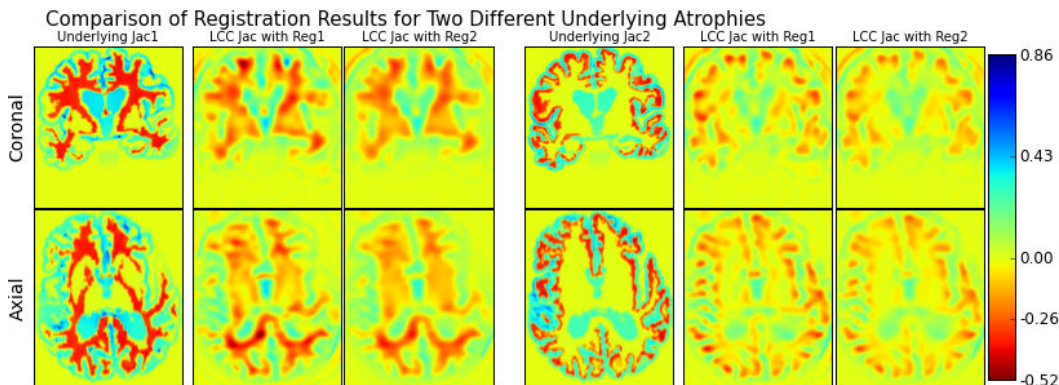 Comparison of Registration Results for Two Different Underlying Atrophies
Underlying Jac1
LCC Jac with Reg1
LCC Jac with Reg2
Underlying Jac2
LCC Jac with Reg1
LCC Jac with Reg2
Coronal
Axial
0.86
0.43
0.00
-0.26
-0.52